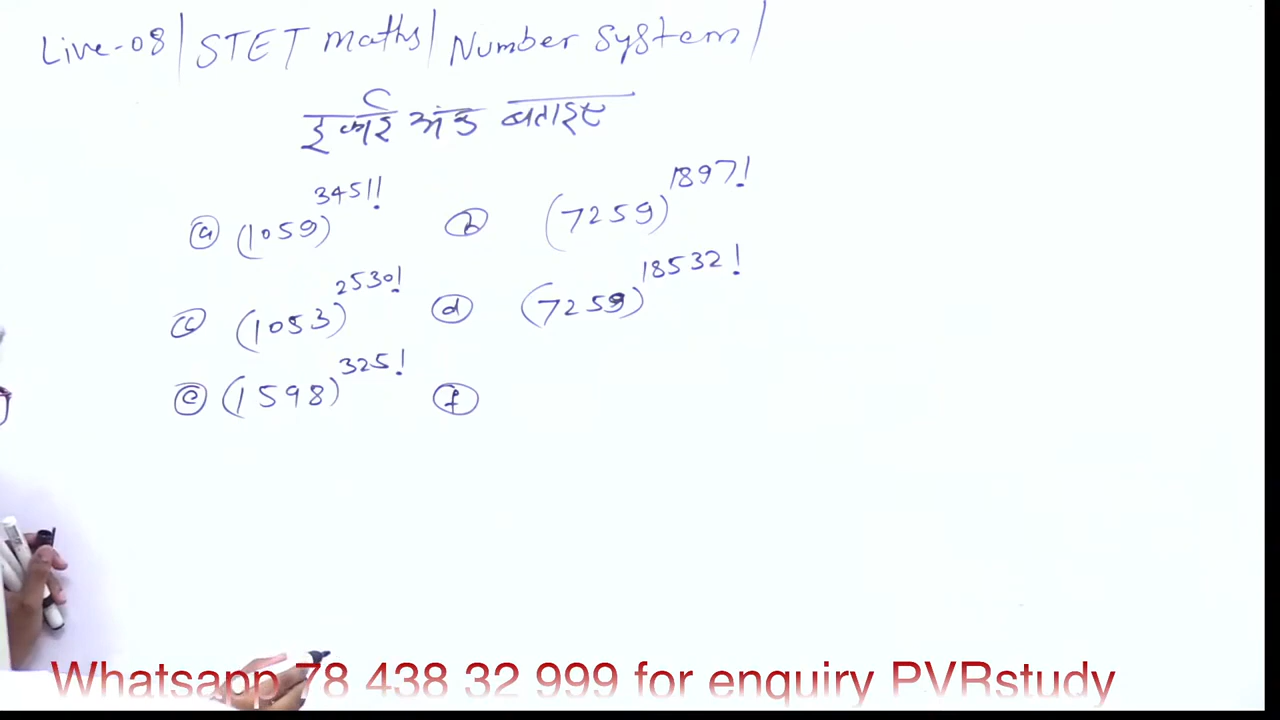 Live-08 | STET maths | Number System |
इकाई अंक बताइए
(a) (1059)^345!! (b) (7259)^1897!
(c) (1053)^2530! (d) (7259)^18532!
(e) (1598)^325! (f)
Whatsapp 78 438 32 999 for enquiry PVRstudy